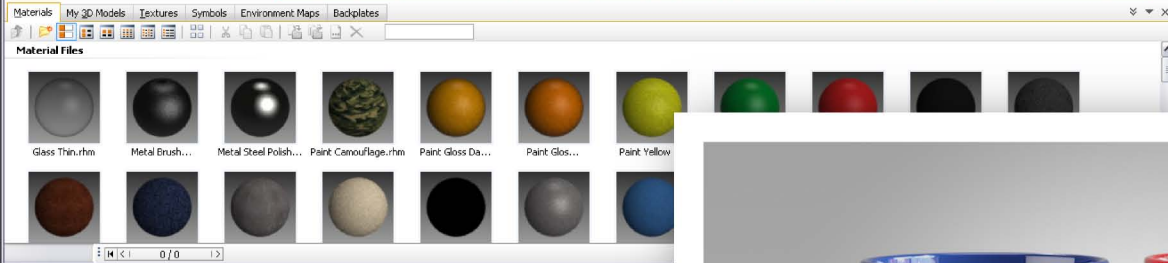 Materials My 3D Models Textures Symbols Environment Maps Backplates
Material Files
Glass Thin.rhm Metal Brush... Metal Steel Polish... Paint Camouflage.rhm Paint Gloss Da... Paint Glos... Paint Yellow
0 / 0